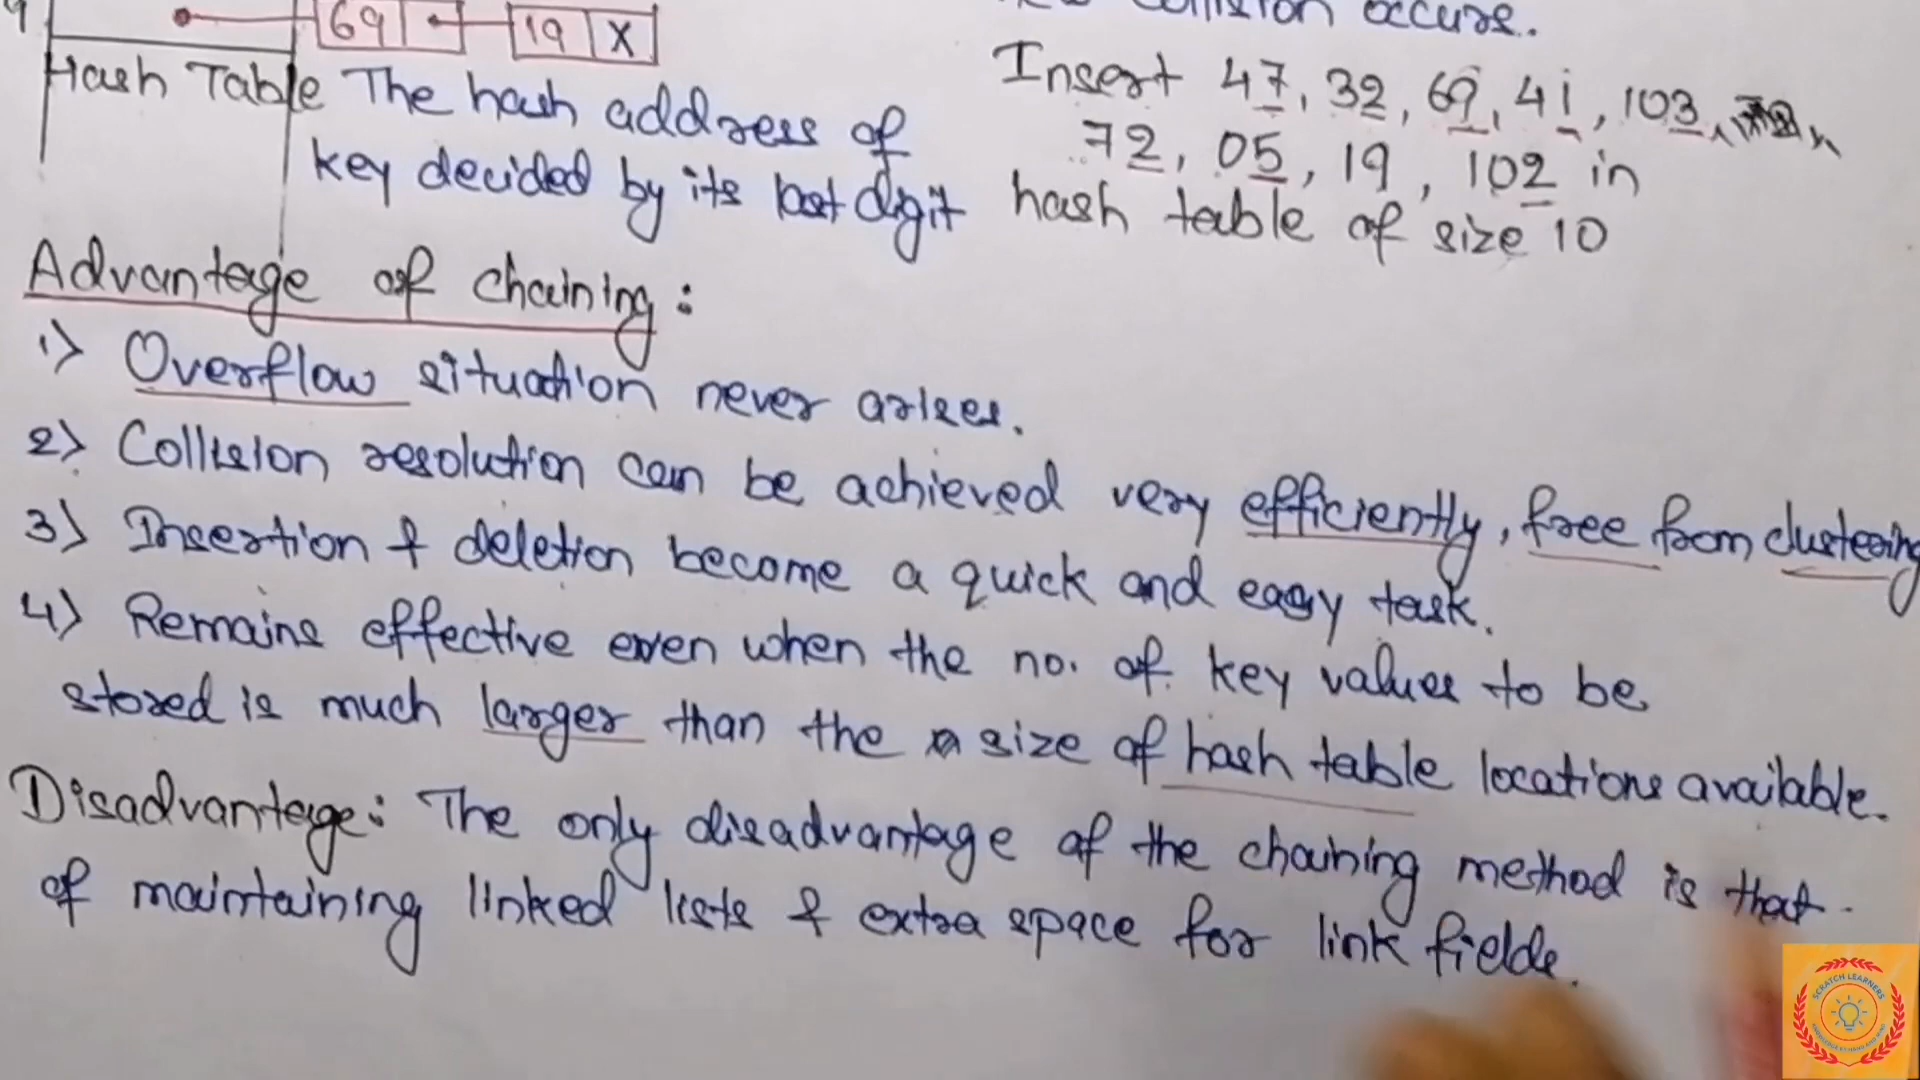 9
69 19 X
collision occurs.
Hash Table The hash address of
key decided by its last digit
Insert 47, 32, 69, 41, 103,
72, 05, 19, 102 in
hash table of size 10
Advantage of chaining:
1) Overflow situation never arises.
2) Collision resolution can be achieved very efficiently, free from clustering
3) Insertion & deletion become a quick and easy task.
4) Remains effective even when the no. of key values to be
stored is much larger than the size of hash table locations available.
Disadvantage: The only disadvantage of the chaining method is that
of maintaining linked lists & extra space for link fields.
SCRATCH LEARNERS